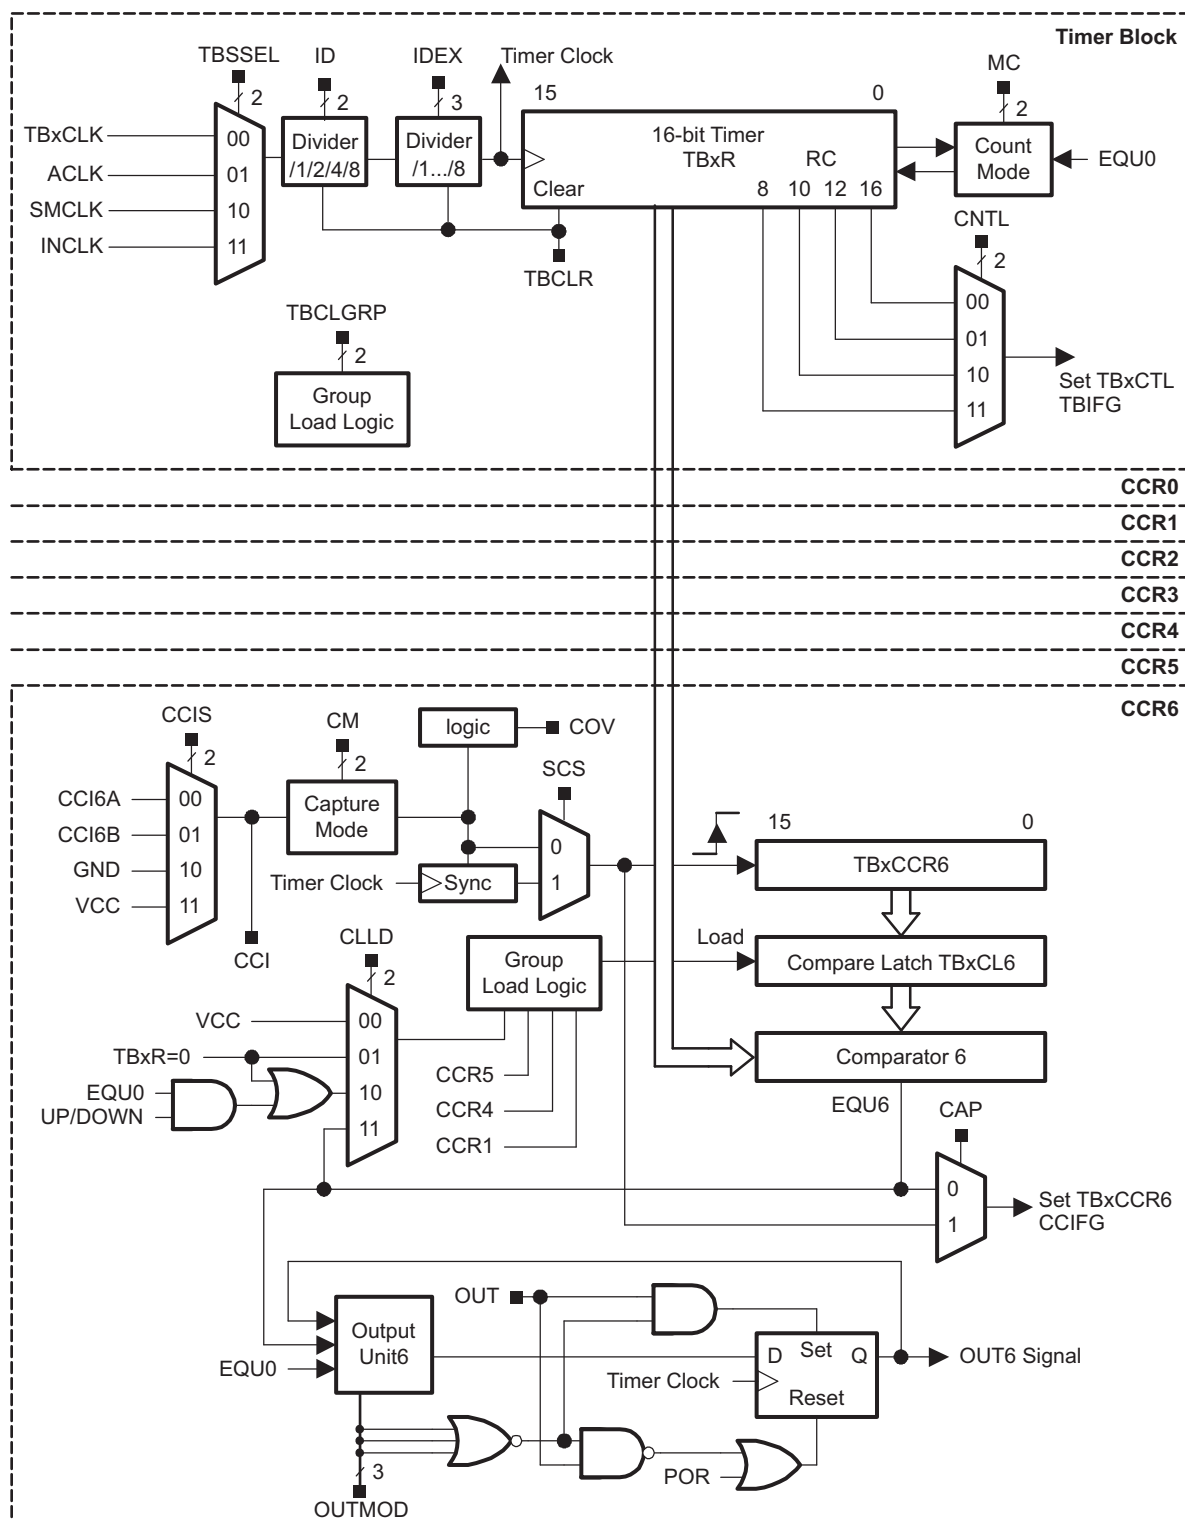 Timer Block
TBSSEL
ID
IDEX
Timer Clock
MC
2
2
3
15
0
2
TBxCLK
ACLK
SMCLK
INCLK
00
01
10
11
Divider
/1/2/4/8
Divider
/1.../8
16-bit Timer
TBxR
RC
Clear
8
10
12
16
Count
Mode
EQU0
TBCLR
CNTL
2
00
01
10
11
Set TBxCTL
TBIFG
TBCLGRP
2
Group
Load Logic
CCR0
CCR1
CCR2
CCR3
CCR4
CCR5
CCR6
CCIS
2
CM
2
logic
COV
SCS
CCI6A
CCI6B
GND
VCC
00
01
10
11
Capture
Mode
Timer Clock
Sync
0
1
15
0
TBxCCR6
CCI
CLLD
2
Group
Load Logic
Load
Compare Latch TBxCL6
VCC
TBxR=0
EQU0
UP/DOWN
00
01
10
11
CCR5
CCR4
CCR1
Comparator 6
EQU6
CAP
0
1
Set TBxCCR6
CCIFG
OUT
Output
Unit6
EQU0
D
Set
Q
Reset
Timer Clock
OUT6 Signal
POR
3
OUTMOD